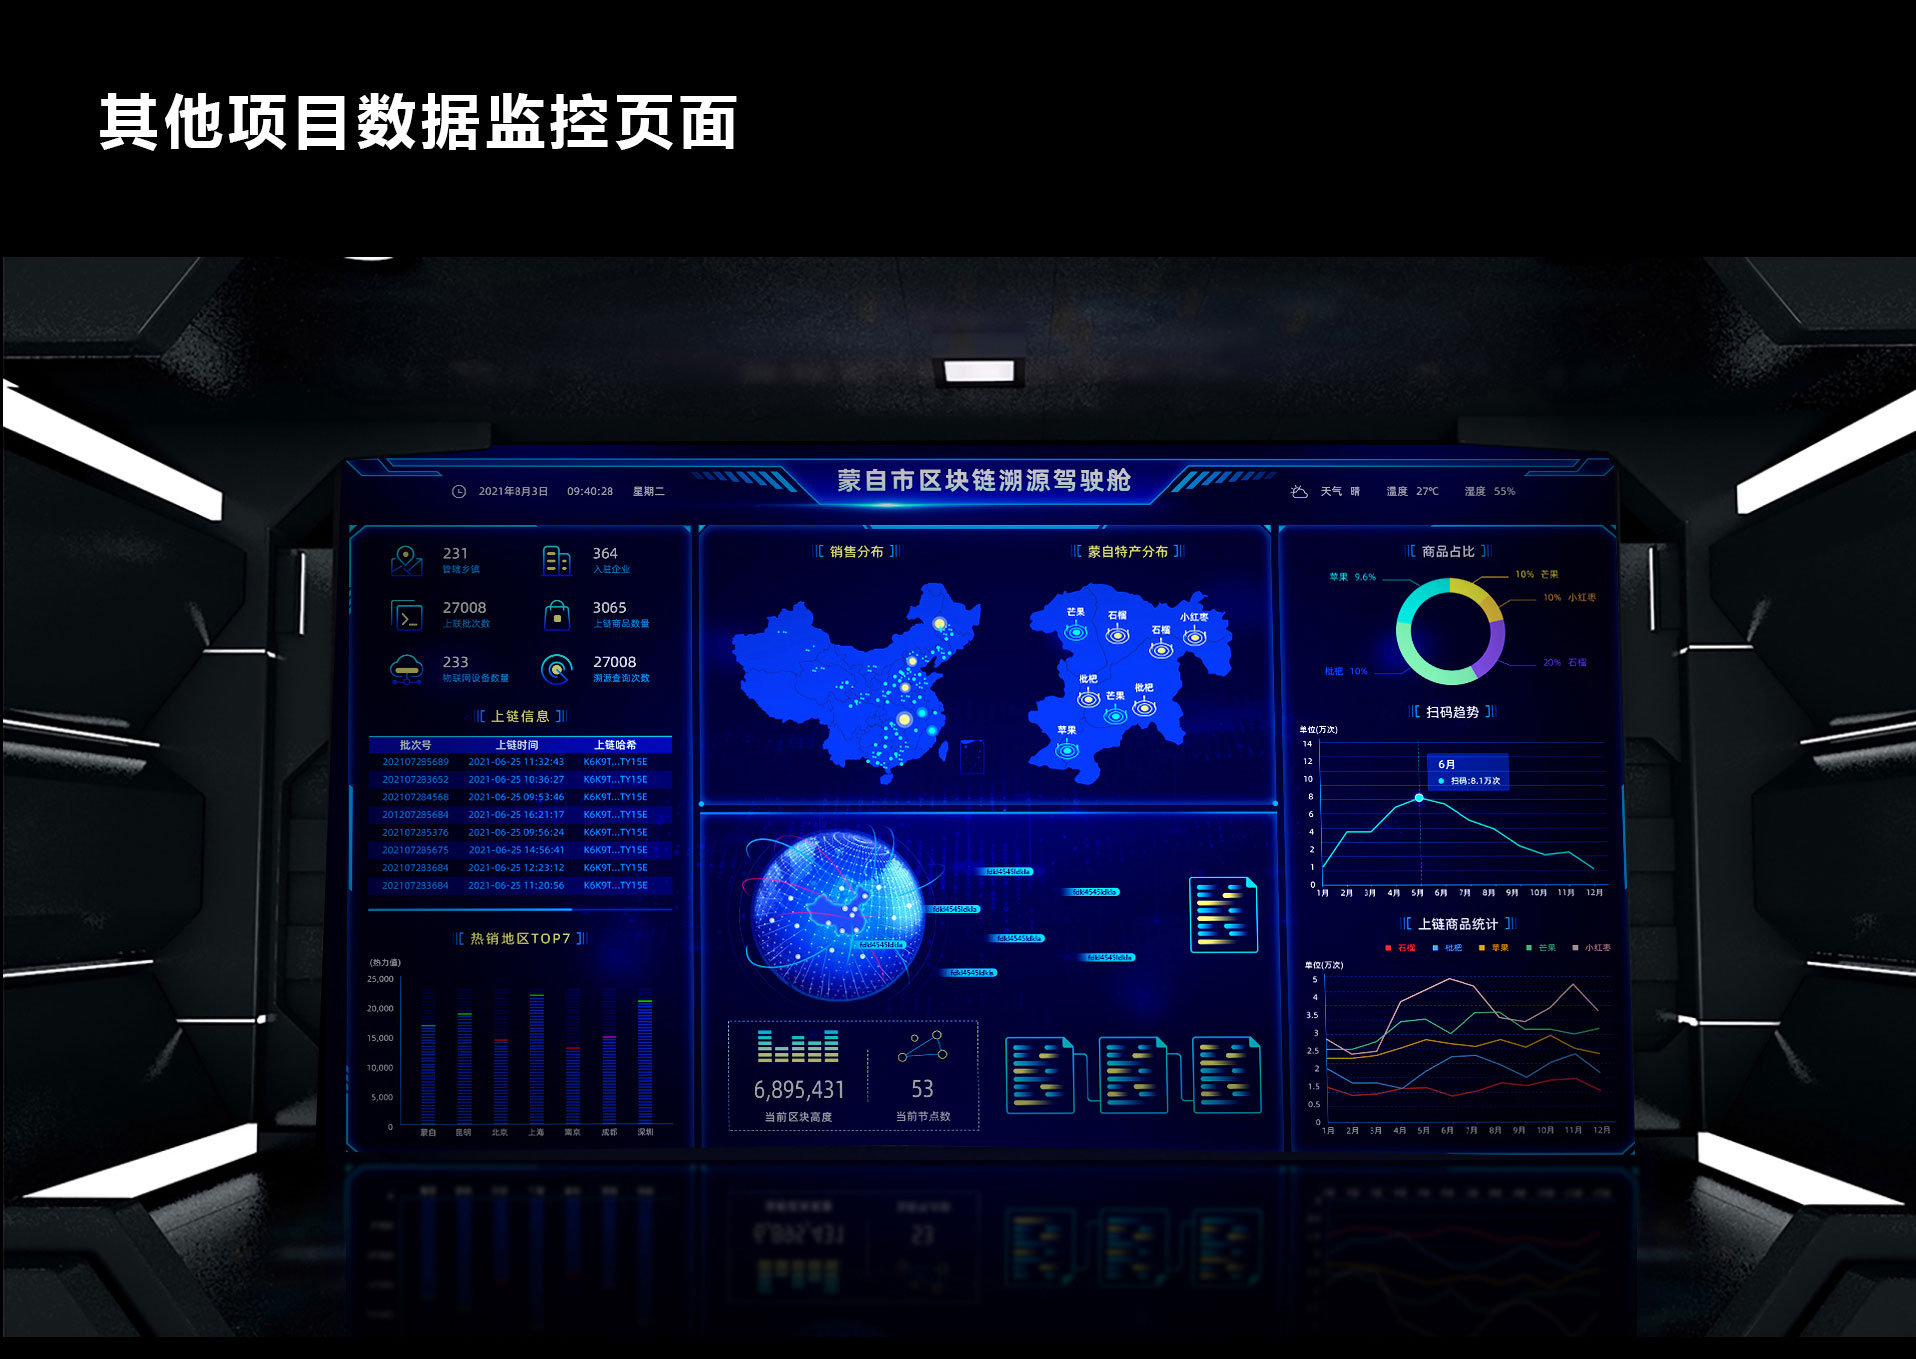 其他项目数据监控页面
2021年8月3日 09:40:28 星期二
蒙自市区块链溯源驾驶舱
天气 晴 温度 27℃ 湿度 55%
231
管辖乡镇
364
入驻企业
27008
上联批次数
3065
上链商品数量
233
物联网设备数量
27008
溯源查询次数
上链信息
批次号 上链时间 上链哈希
202107285689 2021-06-25 11:32:43 K6K9T...TY15E
202107283652 2021-06-25 10:36:27 K6K9T...TY15E
202107284568 2021-06-25 09:53:46 K6K9T...TY15E
201207285684 2021-06-25 16:21:17 K6K9T...TY15E
202107285376 2021-06-25 09:56:24 K6K9T...TY15E
202107285675 2021-06-25 14:56:41 K6K9T...TY15E
202107283684 2021-06-25 12:23:12 K6K9T...TY15E
202107283684 2021-06-25 11:20:56 K6K9T...TY15E
热销地区TOP7
(热力值)
25,000
20,000
15,000
10,000
5,000
0
蒙自 昆明 北京 上海 南京 成都 深圳
销售分布
蒙自特产分布
芒果
石榴
石榴
小红枣
枇杷
芒果
枇杷
苹果
fdkl4545ldkla
fdkl4545ldkla
fdkl4545ldkla
fdkl4545ldkla
fdkl4545ldkla
fdkl4545ldkla
fdkl4545ldkla
6,895,431
当前区块高度
53
当前节点数
商品占比
苹果 9.6%
10% 芒果
10% 小红枣
枇杷 10%
20% 石榴
扫码趋势
单位(万次)
14
12
10
8
6
4
2
1
0
6月
扫码:8.1万次
1月 2月 3月 4月 5月 6月 7月 8月 9月 10月 11月 12月
上链商品统计
石榴 枇杷 苹果 芒果 小红枣
单位(万次)
5
4
3.5
3
2.5
2
1.5
0.5
0
1月 2月 3月 4月 5月 6月 7月 8月 9月 10月 11月 12月